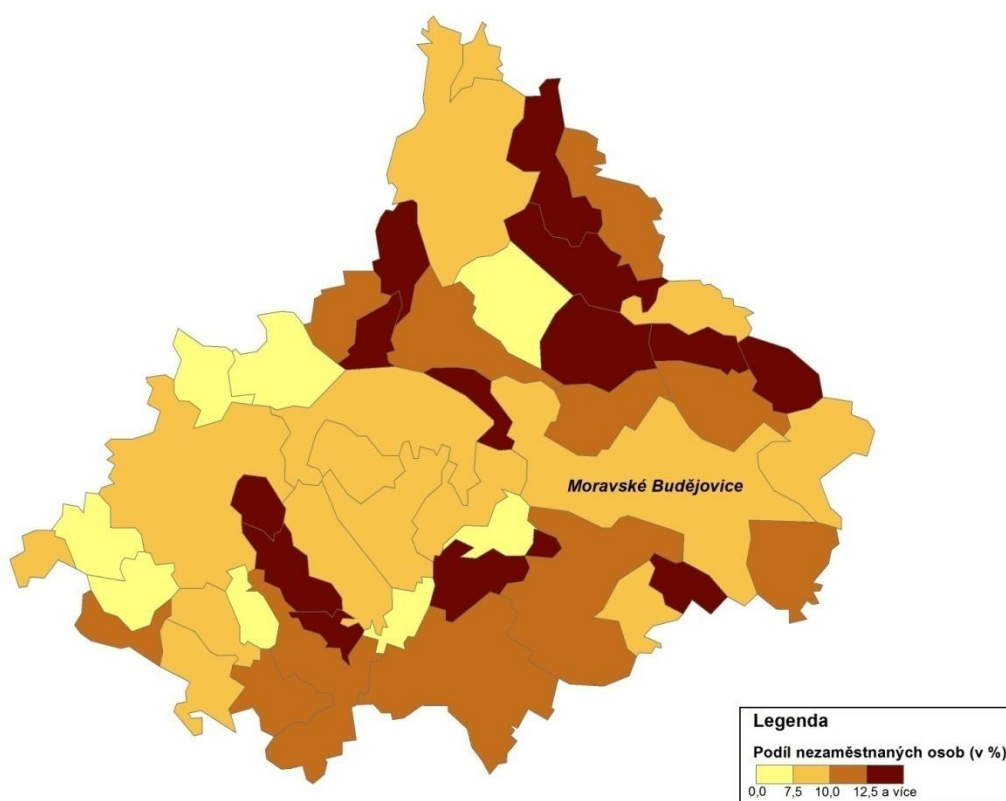 Moravské Budějovice
Legenda
Podíl nezaměstnaných osob (v %)
0,0 7,5 10,0 12,5 a více